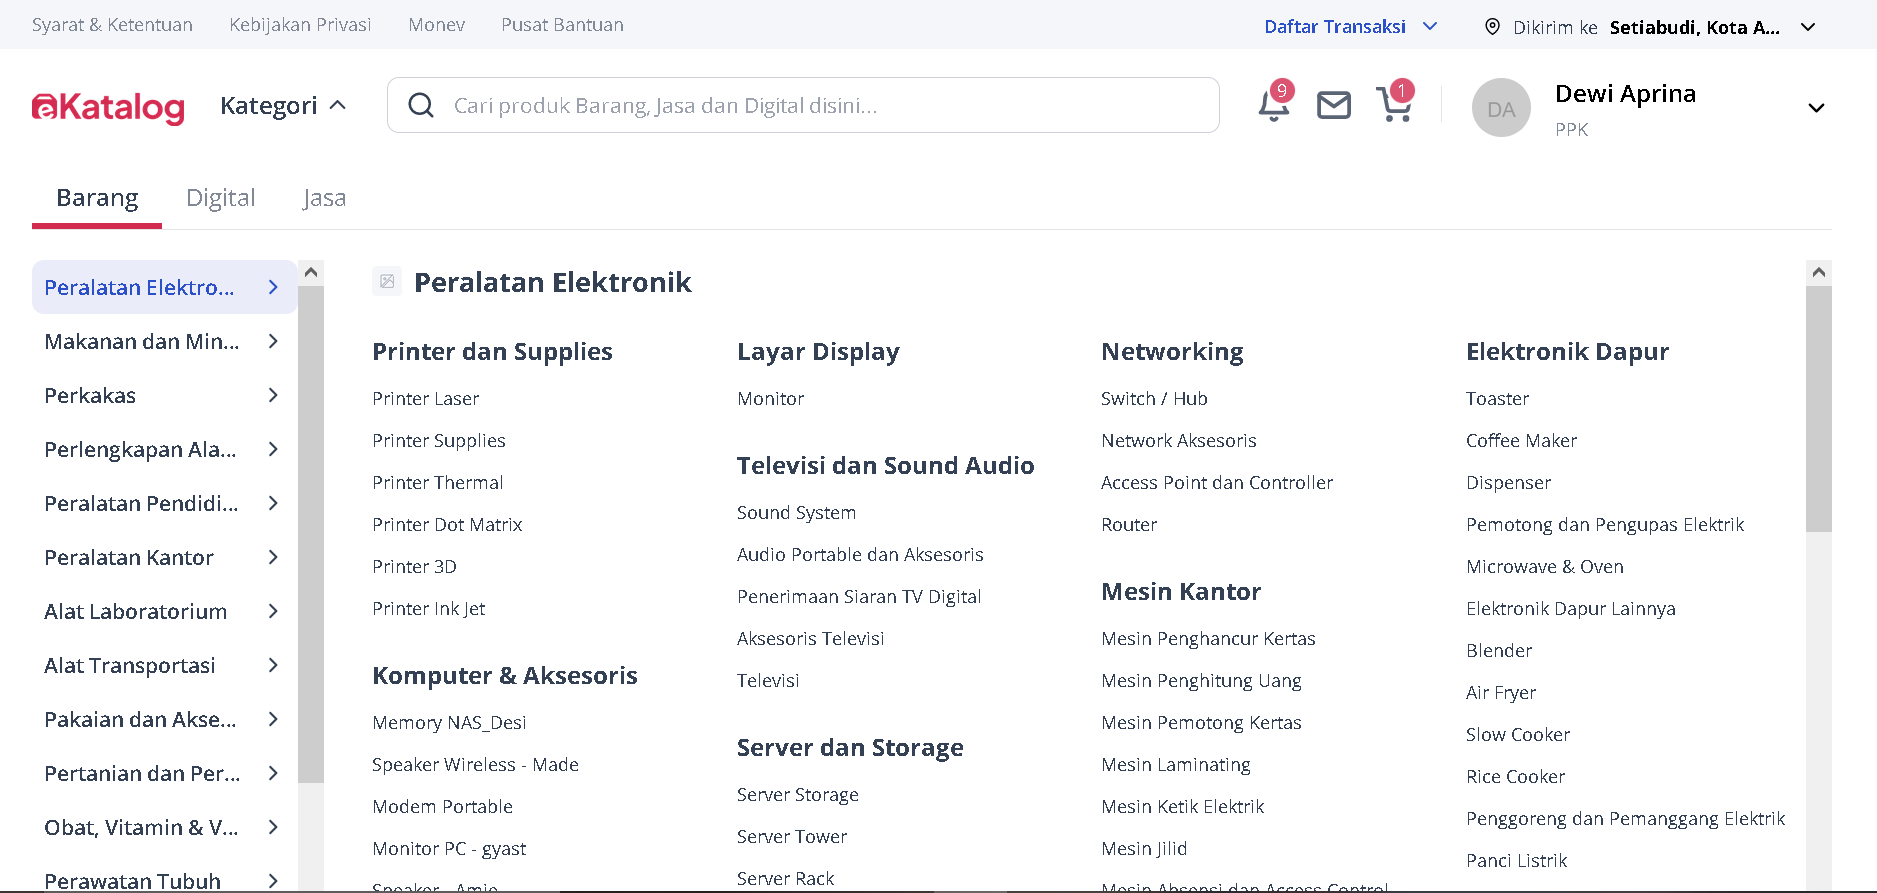 Syarat & Ketentuan Kebijakan Privasi Monev Pusat Bantuan Daftar Transaksi Dikirim ke Setiabudi, Kota A...
eKatalog Kategori Cari produk Barang, Jasa dan Digital disini... 9 1 DA Dewi Aprina
PPK
Barang Digital Jasa
Peralatan Elektro...
Makanan dan Min...
Perkakas
Perlengkapan Ala...
Peralatan Pendidi...
Peralatan Kantor
Alat Laboratorium
Alat Transportasi
Pakaian dan Akse...
Pertanian dan Per...
Obat, Vitamin & V...
Perawatan Tubuh
Peralatan Elektronik
Printer dan Supplies
Printer Laser
Printer Supplies
Printer Thermal
Printer Dot Matrix
Printer 3D
Printer Ink Jet
Komputer & Aksesoris
Memory NAS_Desi
Speaker Wireless - Made
Modem Portable
Monitor PC - gyast
Speaker - Amie
Layar Display
Monitor
Televisi dan Sound Audio
Sound System
Audio Portable dan Aksesoris
Penerimaan Siaran TV Digital
Aksesoris Televisi
Televisi
Server dan Storage
Server Storage
Server Tower
Server Rack
Networking
Switch / Hub
Network Aksesoris
Access Point dan Controller
Router
Mesin Kantor
Mesin Penghancur Kertas
Mesin Penghitung Uang
Mesin Pemotong Kertas
Mesin Laminating
Mesin Ketik Elektrik
Mesin Jilid
Mesin Absensi dan Access Control
Elektronik Dapur
Toaster
Coffee Maker
Dispenser
Pemotong dan Pengupas Elektrik
Microwave & Oven
Elektronik Dapur Lainnya
Blender
Air Fryer
Slow Cooker
Rice Cooker
Penggoreng dan Pemanggang Elektrik
Panci Listrik